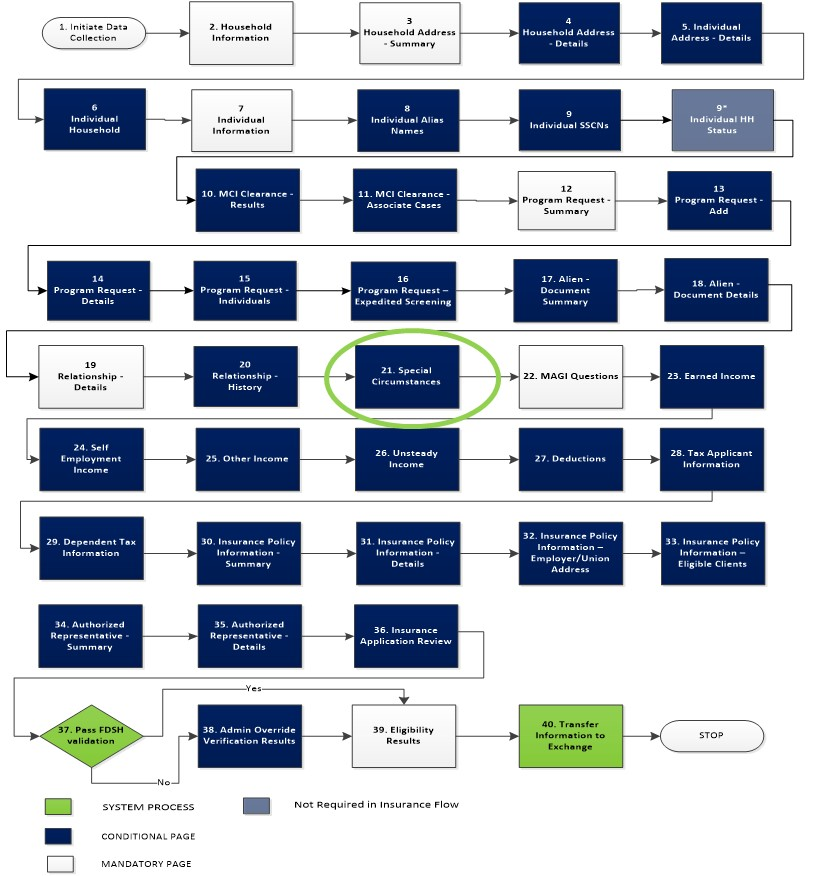 1. Initiate Data
Collection
2. Household
Information
3
Household Address
- Summary
4
Household Address
- Details
5. Individual
Address - Details
6
Individual
Household
7
Individual
Information
8
Individual Alias
Names
9
Individual SSCNs
9*
Individual HH
Status
10. MCI Clearance -
Results
11. MCI Clearance -
Associate Cases
12
Program Request -
Summary
13
Program Request -
Add
14
Program Request -
Details
15
Program Request -
Individuals
16
Program Request –
Expedited Screening
17. Alien -
Document
Summary
18. Alien -
Document Details
19
Relationship -
Details
20
Relationship -
History
21. Special
Circumstances
22. MAGI Questions
23. Earned Income
24. Self
Employment
Income
25. Other Income
26. Unsteady
Income
27. Deductions
28. Tax Applicant
Information
29. Dependent Tax
Information
30. Insurance Policy
Information -
Summary
31. Insurance Policy
Information -
Details
32. Insurance Policy
Information –
Employer/Union
Address
33. Insurance Policy
Information –
Eligible Clients
34. Authorized
Representative -
Summary
35. Authorized
Representative -
Details
36. Insurance
Application Review
Yes
37. Pass FDSH
validation
No
38. Admin Override
Verification Results
39. Eligibility
Results
40. Transfer
Information to
Exchange
STOP
SYSTEM PROCESS
Not Required in Insurance Flow
CONDITIONAL PAGE
MANDATORY PAGE